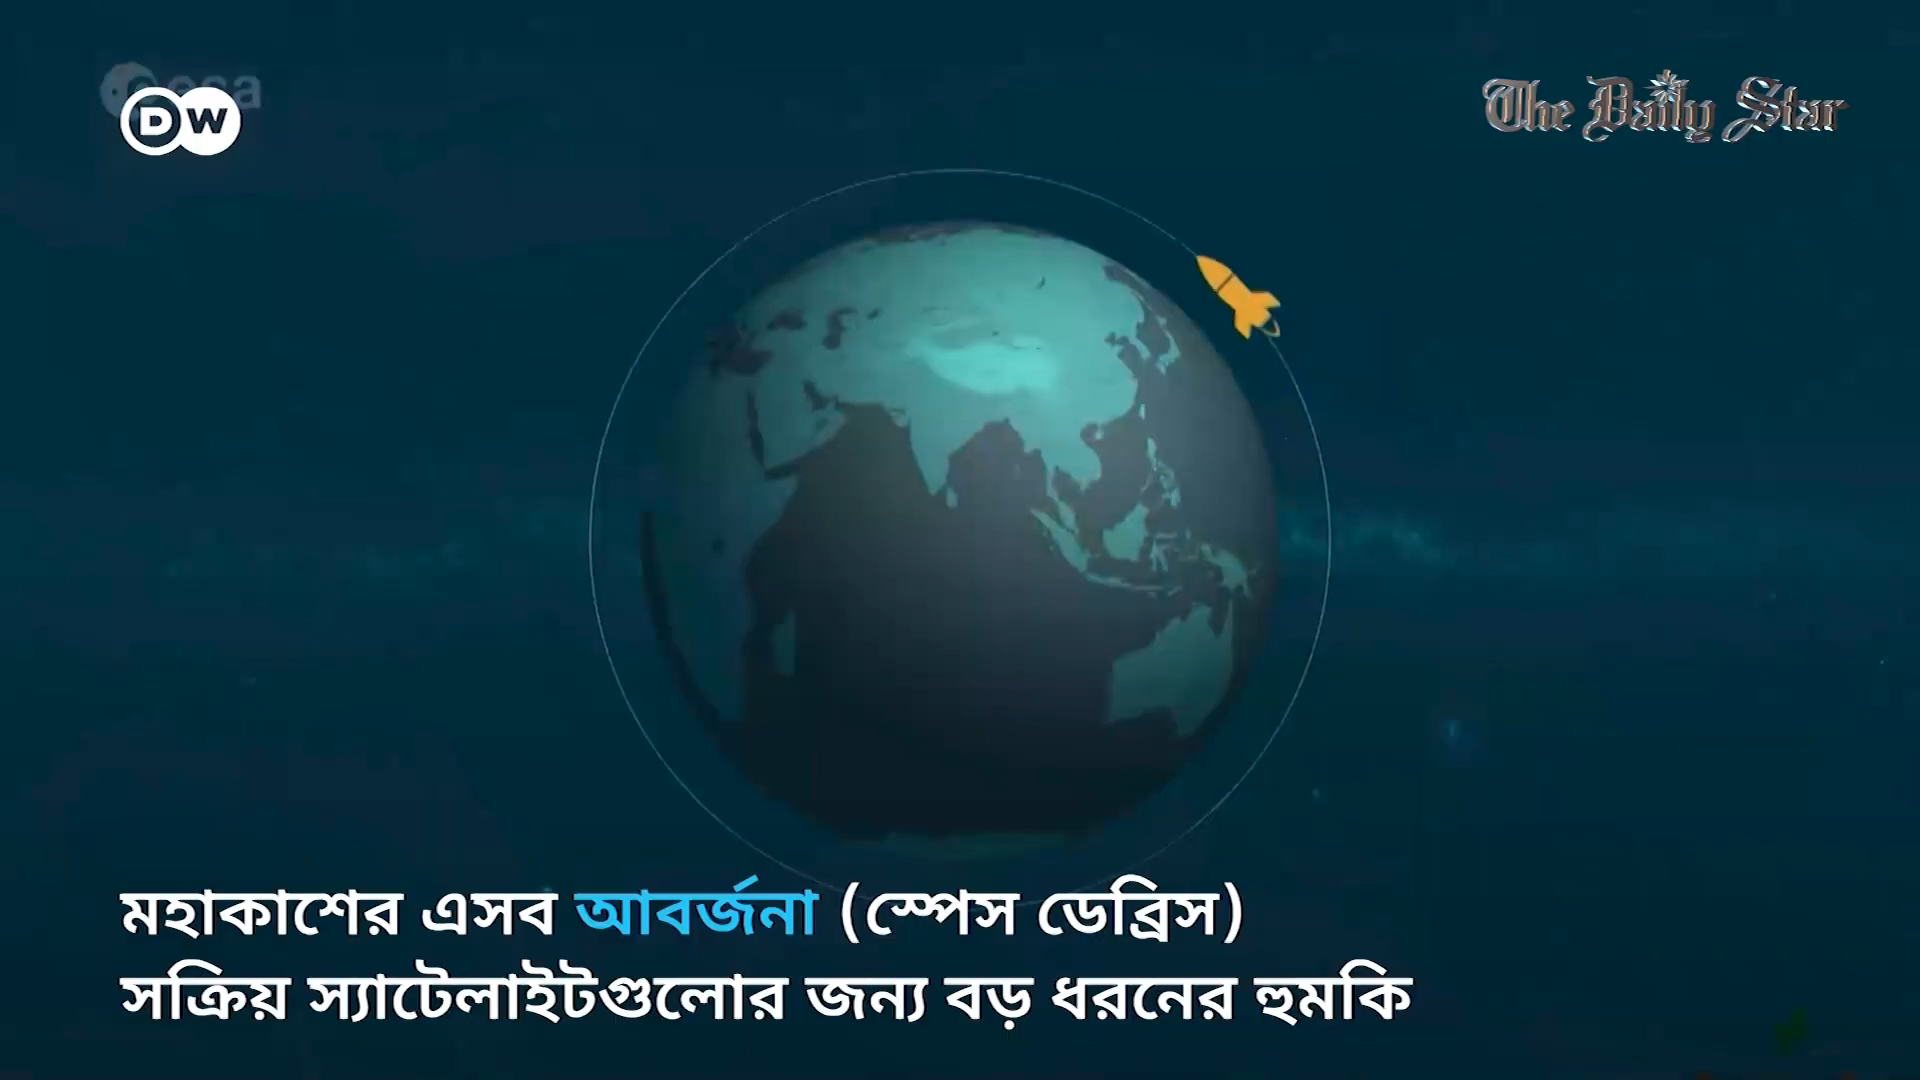 esa
DW
The Daily Star
মহাকাশের এসব আবর্জনা (স্পেস ডেব্রিস)
সক্রিয় স্যাটেলাইটগুলোর জন্য বড় ধরনের হুমকি